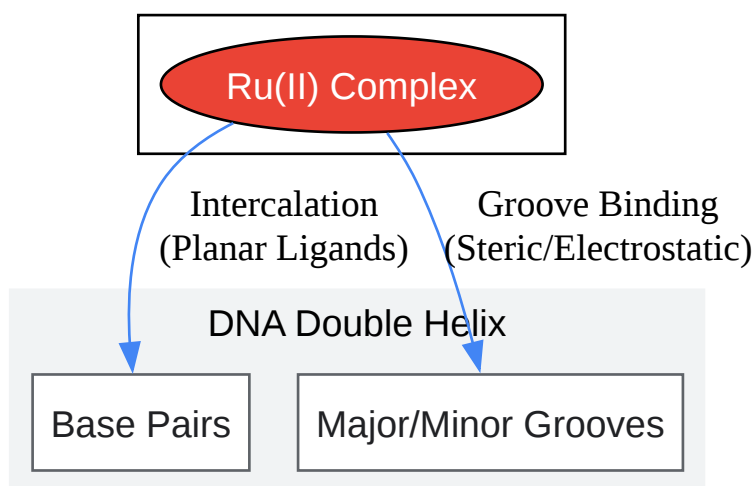 Ru(II) Complex
Intercalation
(Planar Ligands)
Groove Binding
(Steric/Electrostatic)
DNA Double Helix
Base Pairs
Major/Minor Grooves